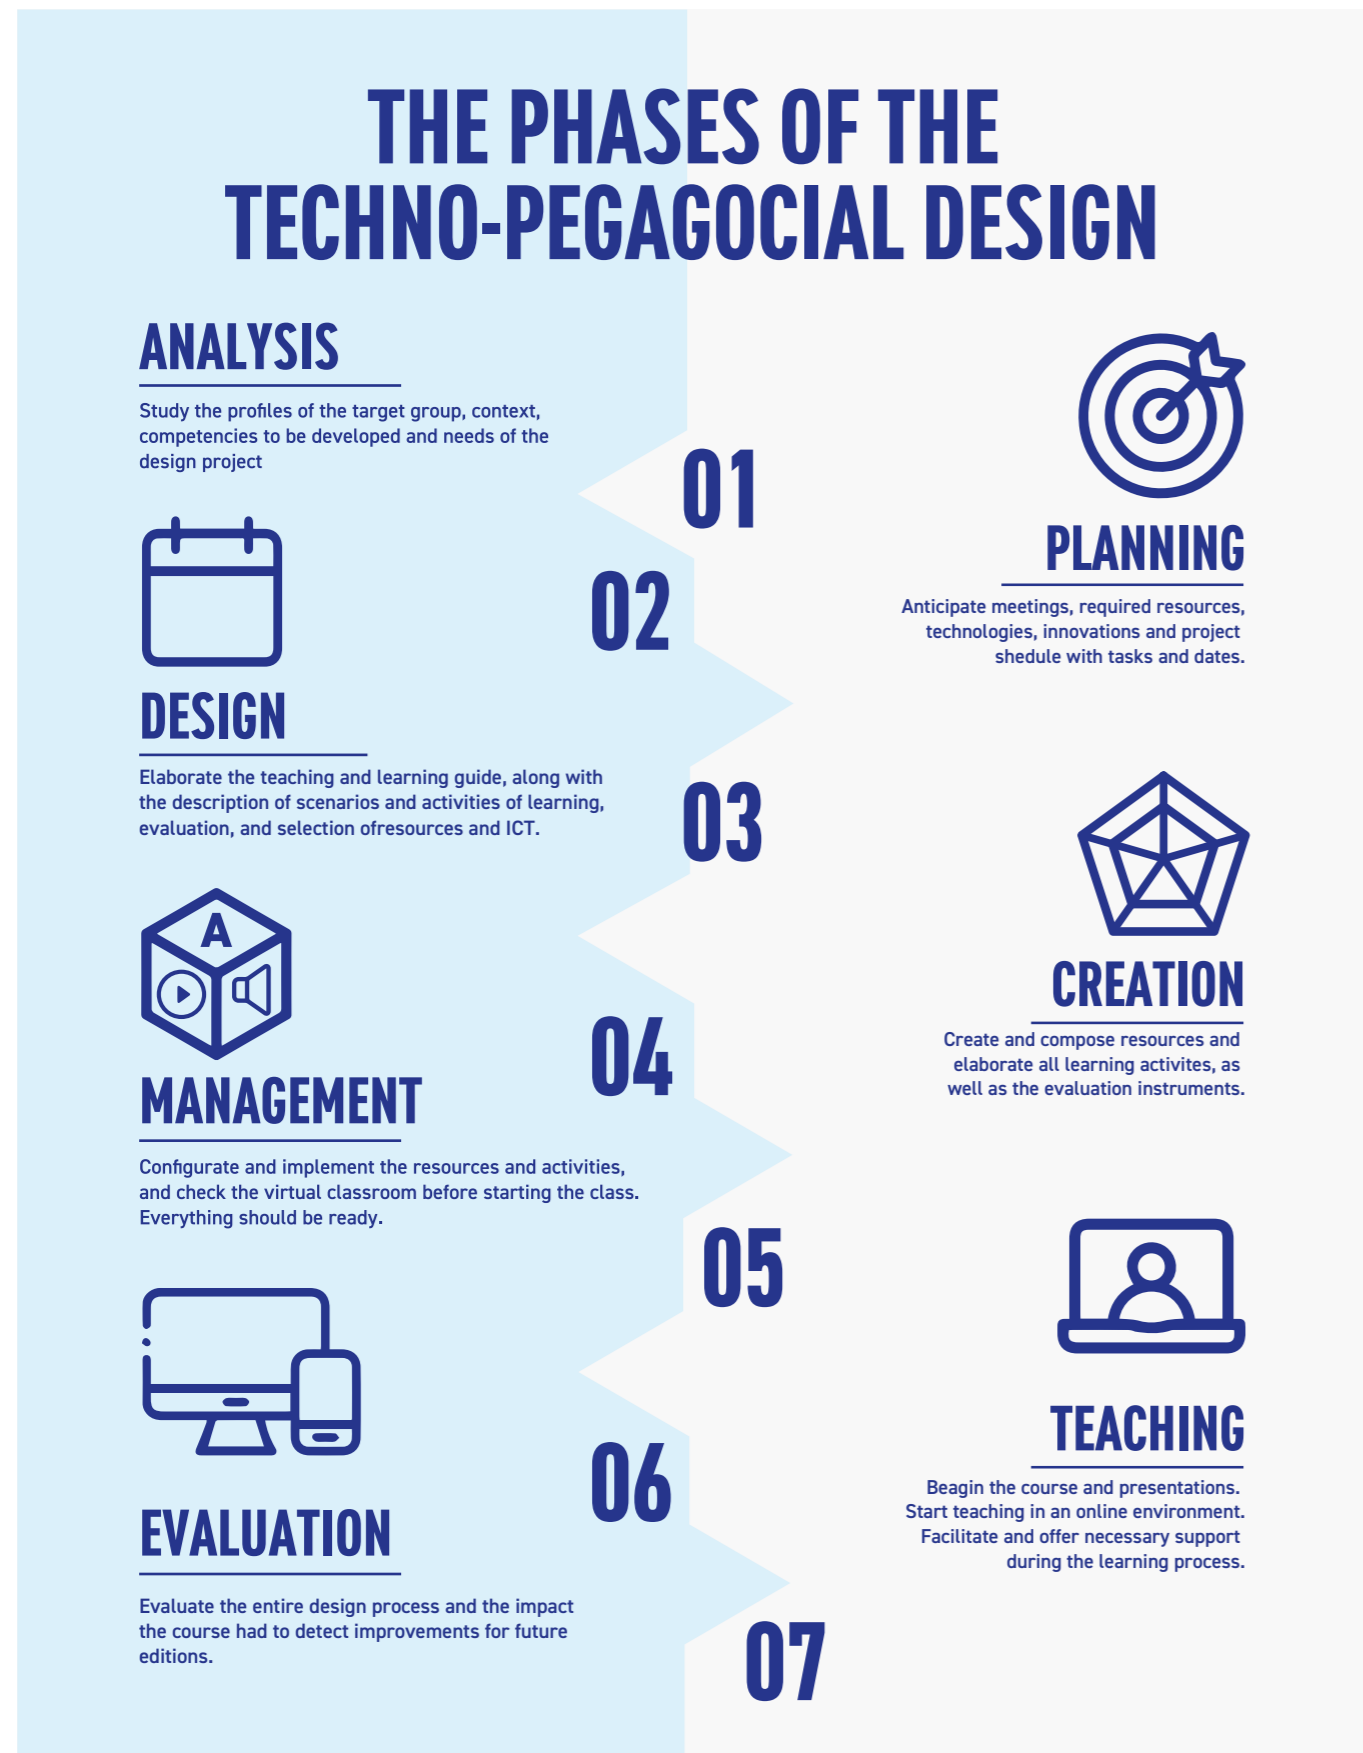 THE PHASES OF THE
TECHNO-PEGAGOCIAL DESIGN
ANALYSIS
Study the profiles of the target group, context,
competencies to be developed and needs of the
design project
01
PLANNING
Anticipate meetings, required resources,
technologies, innovations and project
shedule with tasks and dates.
02
DESIGN
Elaborate the teaching and learning guide, along with
the description of scenarios and activities of learning,
evaluation, and selection ofresources and ICT.
03
A
CREATION
Create and compose resources and
elaborate all learning activites, as
well as the evaluation instruments.
04
MANAGEMENT
Configurate and implement the resources and activities,
and check the virtual classroom before starting the class.
Everything should be ready.
05
TEACHING
Beagin the course and presentations.
Start teaching in an online environment.
Facilitate and offer necessary support
during the learning process.
06
EVALUATION
Evaluate the entire design process and the impact
the course had to detect improvements for future
editions.
07